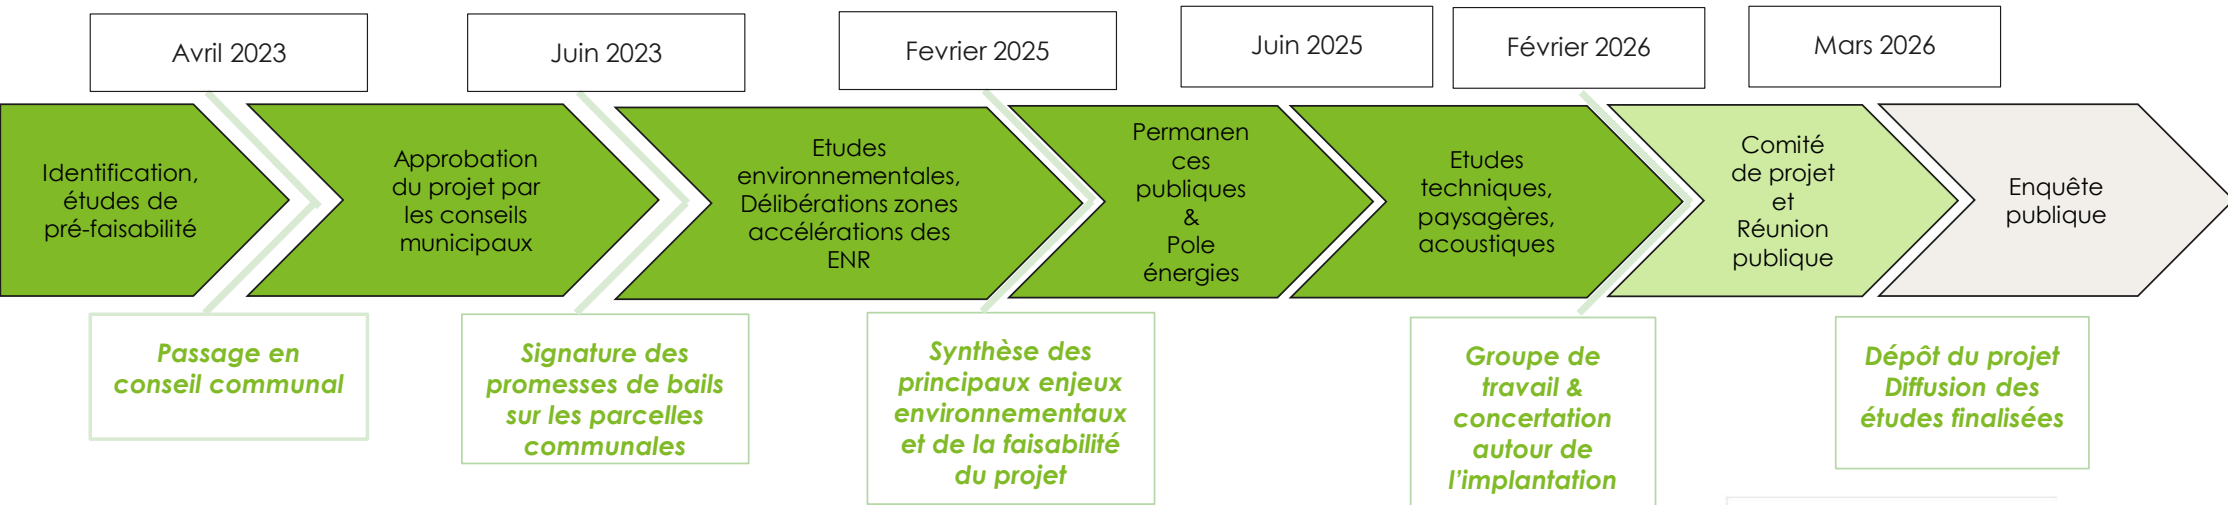 Avril 2023
Juin 2023
Fevrier 2025
Juin 2025
Février 2026
Mars 2026
Identification,
études de
pré-faisabilité
Approbation
du projet par
les conseils
municipaux
Etudes
environnementales,
Délibérations zones
accélérations des
ENR
Permanen
ces
publiques
&
Pole
énergies
Etudes
techniques,
paysagères,
acoustiques
Comité
de projet
et
Réunion
publique
Enquête
publique
Passage en
conseil communal
Signature des
promesses de bails
sur les parcelles
communales
Synthèse des
principaux enjeux
environnementaux
et de la faisabilité
du projet
Groupe de
travail &
concertation
autour de
l'implantation
Dépôt du projet
Diffusion des
études finalisées